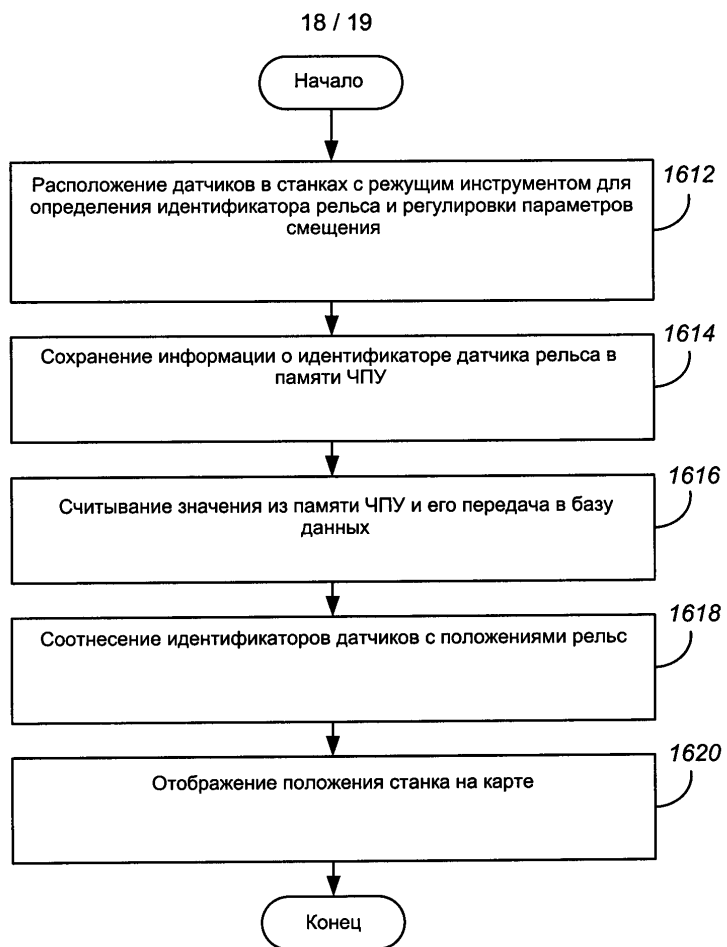 18 / 19
Начало
Расположение датчиков в станках с режущим инструментом для
определения идентификатора рельса и регулировки параметров
смещения
1612
Сохранение информации о идентификаторе датчика рельса в
памяти ЧПУ
1614
Считывание значения из памяти ЧПУ и его передача в базу
данных
1616
Соотнесение идентификаторов датчиков с положениями рельс
1618
Отображение положения станка на карте
1620
Конец